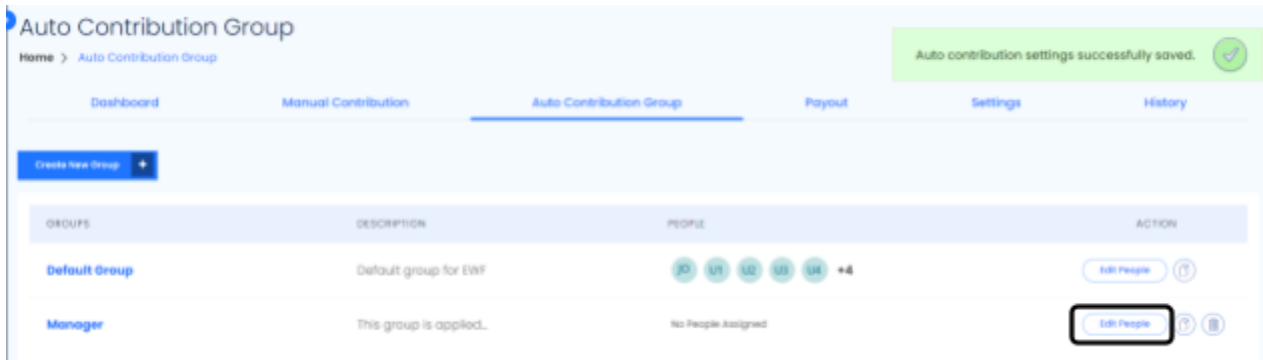 Auto Contribution Group
Home > Auto Contribution Group
Auto contribution settings successfully saved.
Dashboard Manual Contribution Auto Contribution Group Payout Settings History
Create New Group +
GROUPS DESCRIPTION PEOPLE ACTION
Default Group Default group for EWF JO U1 U2 U3 U4 +4 Edit People
Manager This group is applied... No People Assigned Edit People